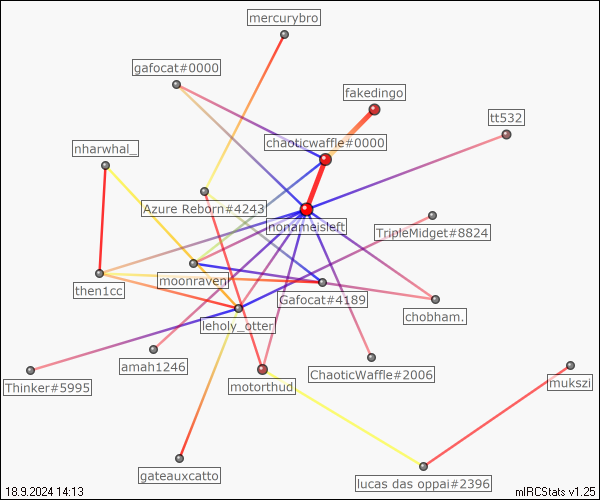 mercurybro
gafocat#0000
fakedingo
tt532
chaoticwaffle#0000
nharwhal_
Azure Reborn#4243
nonameisleft
TripleMidget#8824
then1cc
moonraven
Gafocat#4189
chobham.
leholy_otter
Thinker#5995
amah1246
ChaoticWaffle#2006
motorthud
mukszi
gateauxcatto
lucas das oppai#2396
18.9.2024 14:13
mIRCStats v1.25